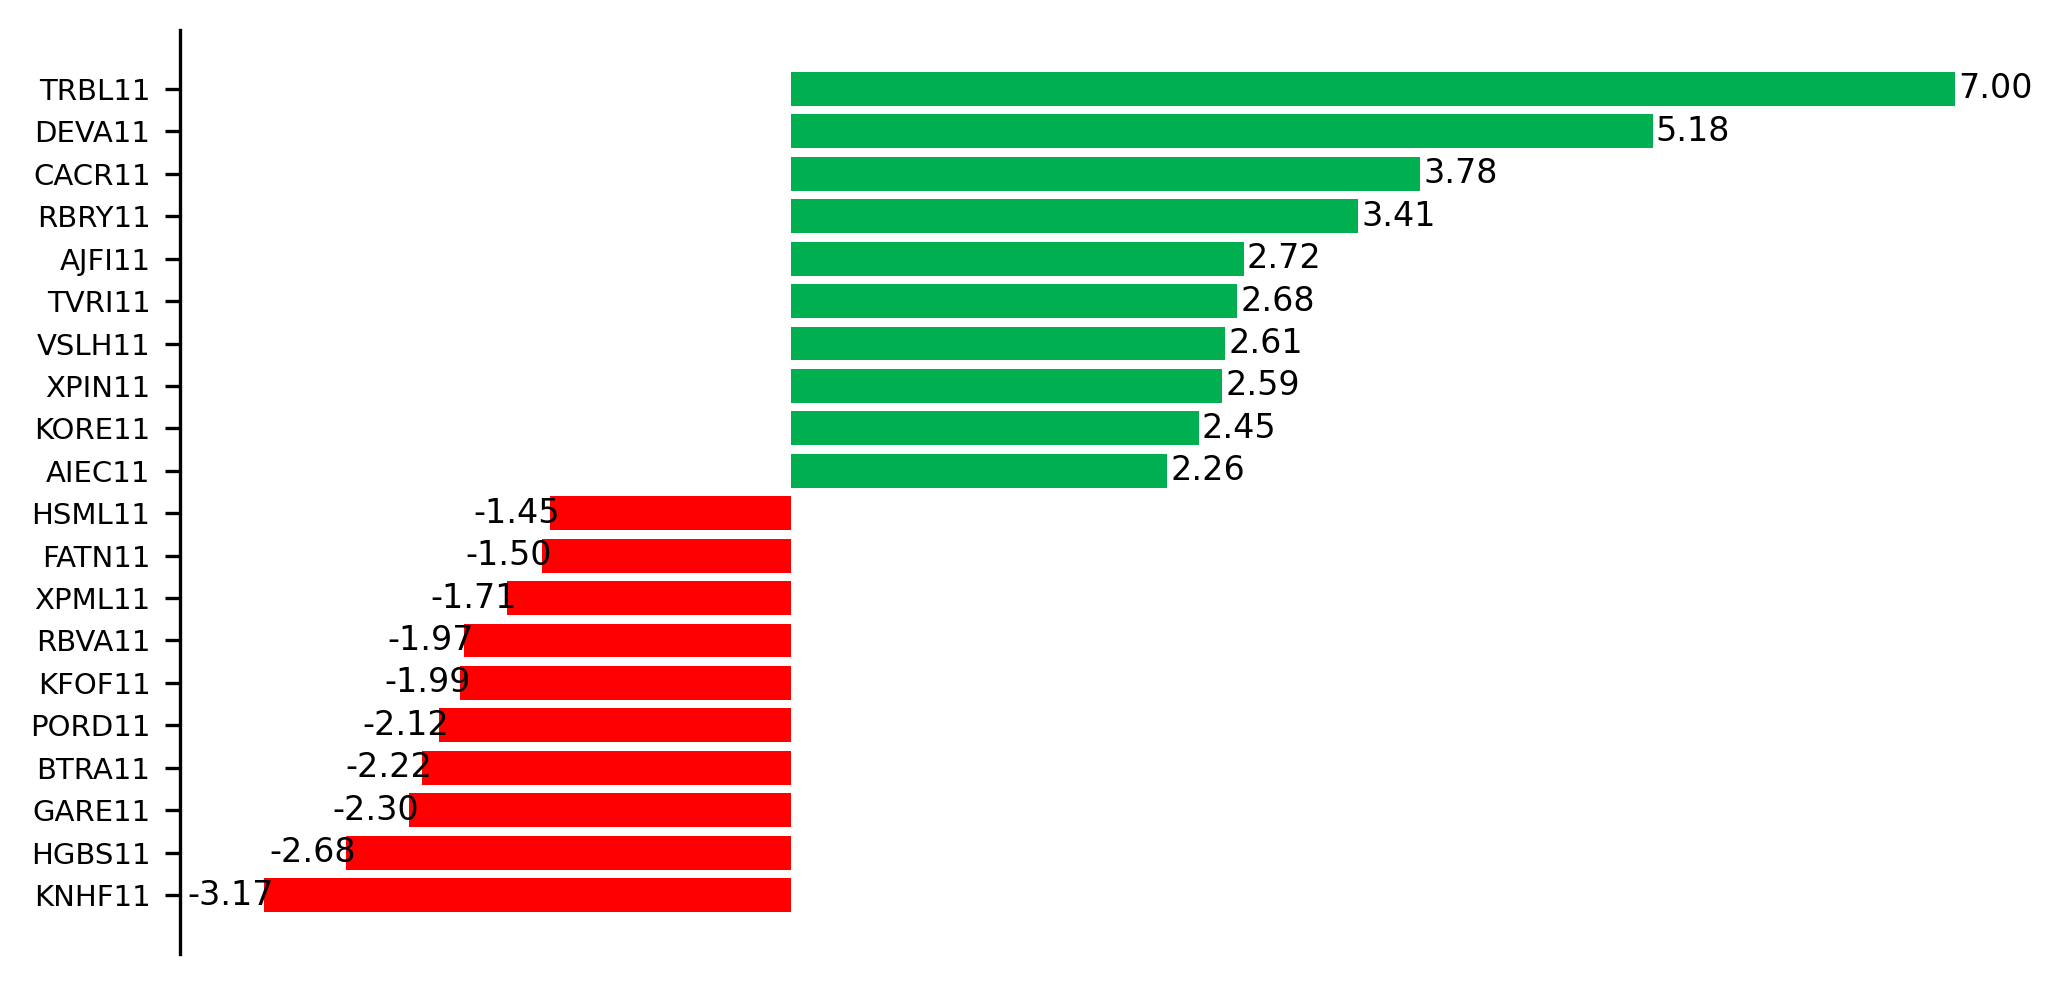 TRBL11 7.00
DEVA11 5.18
CACR11 3.78
RBRY11 3.41
AJFI11 2.72
TVRI11 2.68
VSLH11 2.61
XPIN11 2.59
KORE11 2.45
AIEC11 2.26
HSML11 -1.45
FATN11 -1.50
XPML11 -1.71
RBVA11 -1.97
KFOF11 -1.99
PORD11 -2.12
BTRA11 -2.22
GARE11 -2.30
HGBS11 -2.68
KNHF11 -3.17